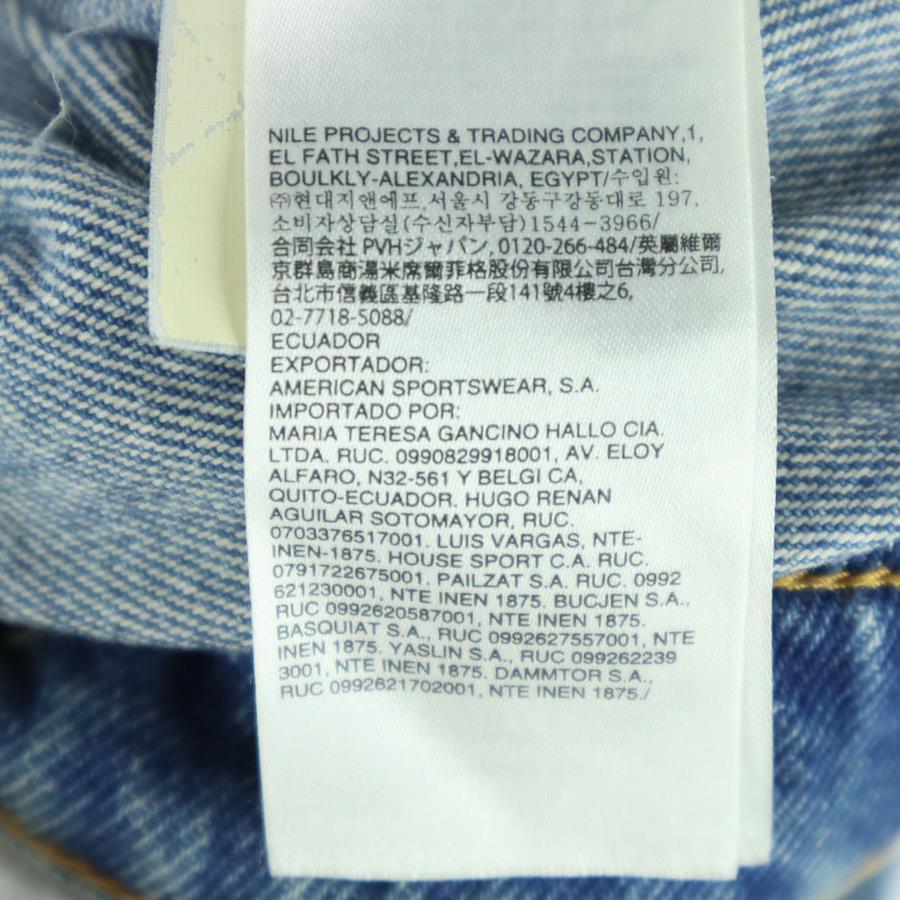 NILE PROJECTS & TRADING COMPANY,1,
EL FATH STREET,EL-WAZARA,STATION,
BOULKLY-ALEXANDRIA, EGYPT/수입원:
㈜현대지앤에프,서울시 강동구강동대로 197.
소비자상담실(수신자부담)1544-3966/
合同会社 PVHジャパン, 0120-266-484/英屬維爾
京群島商湯米席爾菲格股份有限公司台灣分公司,
台北市信義區基隆路一段141號4樓之6,
02-7718-5088/
ECUADOR
EXPORTADOR:
AMERICAN SPORTSWEAR, S.A.
IMPORTADO POR:
MARIA TERESA GANCINO HALLO CIA.
LTDA. RUC. 0990829918001, AV. ELOY
ALFARO, N32-561 Y BELGI CA,
QUITO-ECUADOR. HUGO RENAN
AGUILAR SOTOMAYOR, RUC.
0703376517001. LUIS VARGAS, NTE-
INEN-1875. HOUSE SPORT C.A. RUC.
0791722675001. PAILZAT S.A. RUC. 0992
621230001, NTE INEN 1875. BUCJEN S.A.,
RUC 0992620587001, NTE INEN 1875.
BASQUIAT S.A., RUC 0992627557001, NTE
INEN 1875. YASLIN S.A., RUC 099262239
3001, NTE INEN 1875. DAMMTOR S.A.,
RUC 0992621702001, NTE INEN 1875./